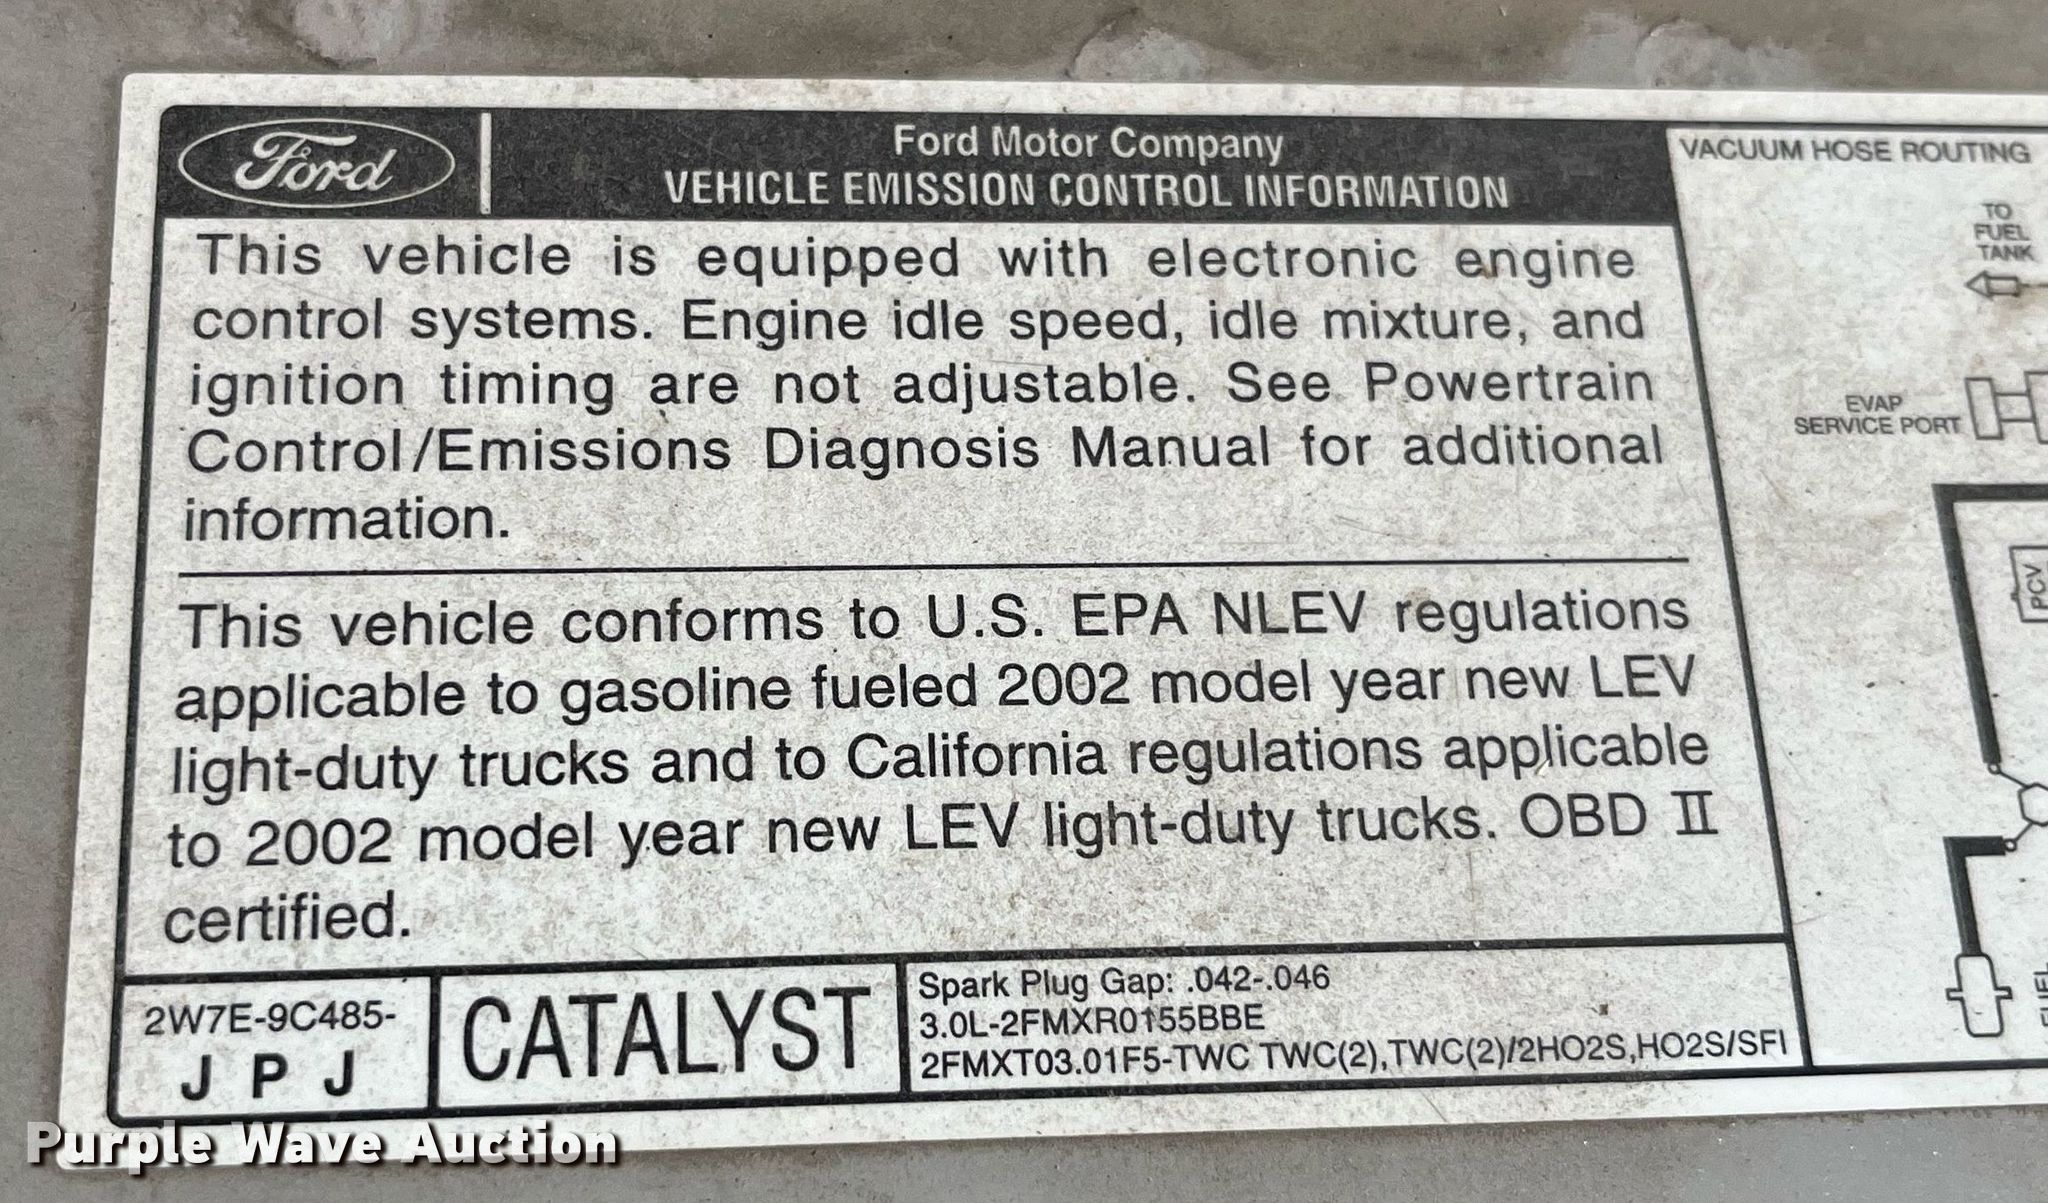 Ford
Ford Motor Company
VEHICLE EMISSION CONTROL INFORMATION
This vehicle is equipped with electronic engine
control systems. Engine idle speed, idle mixture, and
ignition timing are not adjustable. See Powertrain
Control/Emissions Diagnosis Manual for additional
information.
This vehicle conforms to U.S. EPA NLEV regulations
applicable to gasoline fueled 2002 model year new LEV
light-duty trucks and to California regulations applicable
to 2002 model year new LEV light-duty trucks. OBD II
certified.
2W7E-9C485-
J P J
CATALYST
Spark Plug Gap: .042-.046
3.0L-2FMXR0155BBE
2FMXT03.01F5-TWC TWC(2),TWC(2)/2HO2S,HO2S/SFI
VACUUM HOSE ROUTING
TO
FUEL
TANK
EVAP
SERVICE PORT
PCV
FUEL
Purple Wave Auction